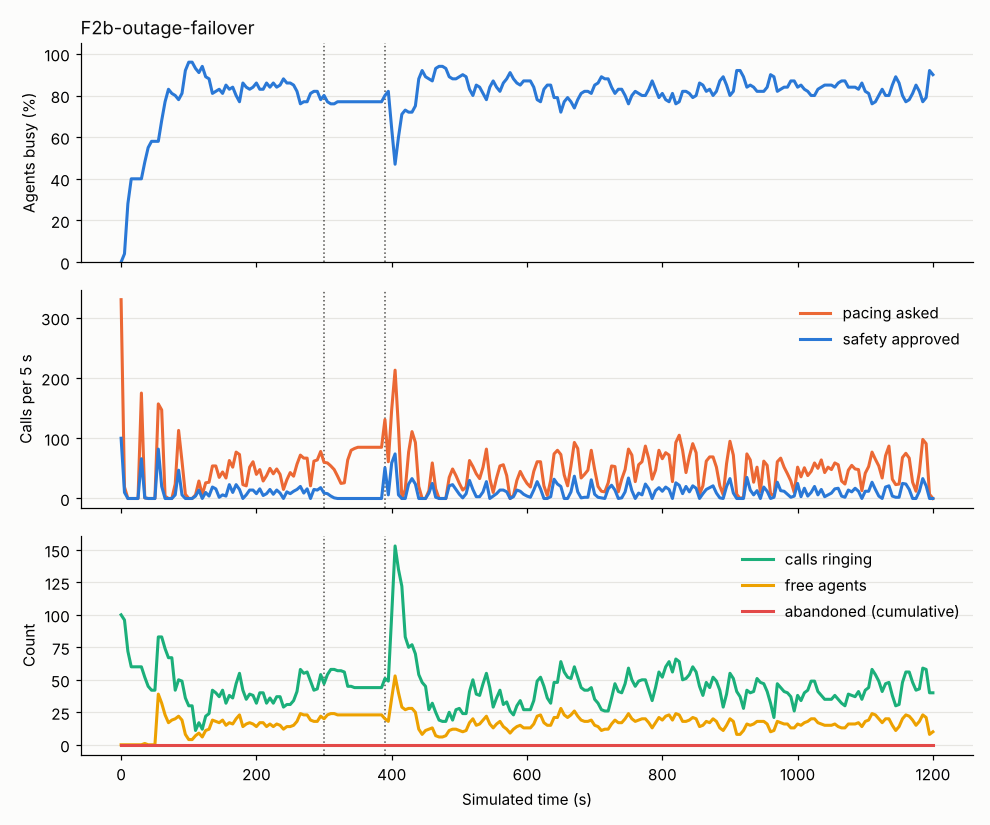 F2b-outage-failover
100
80
60
40
20
0
Agents busy (%)
300
200
100
0
Calls per 5 s
pacing asked
safety approved
150
125
100
75
50
25
0
Count
calls ringing
free agents
abandoned (cumulative)
0 200 400 600 800 1000 1200
Simulated time (s)